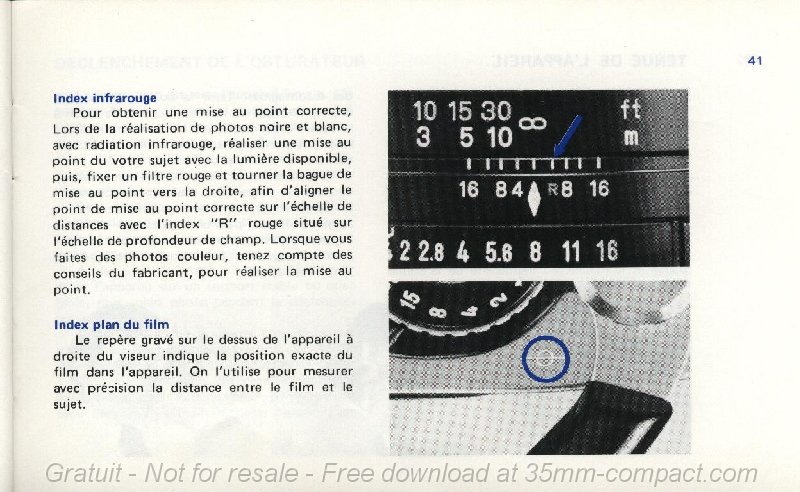 41
Index infrarouge
Pour obtenir une mise au point correcte,
Lors de la réalisation de photos noire et blanc,
avec radiation infrarouge, réaliser une mise au
point du votre sujet avec la lumière disponible,
puis, fixer un filtre rouge et tourner la bague de
mise au point vers la droite, afin d'aligner le
point de mise au point correcte sur l'échelle de
distances avec l'index "R" rouge situé sur
l'échelle de profondeur de champ. Lorsque vous
faites des photos couleur, tenez compte des
conseils du fabricant, pour réaliser la mise au
point.
Index plan du film
Le repère gravé sur le dessus de l'appareil à
droite du viseur indique la position exacte du
film dans l'appareil. On l'utilise pour mesurer
avec précision la distance entre le film et le
sujet.
10 15 30 ∞ ft
3 5 10 m
16 8 4 R 8 16
2 2.8 4 5.6 8 11 16
15 8 4 2
Gratuit - Not for resale - Free download at 35mm-compact.com